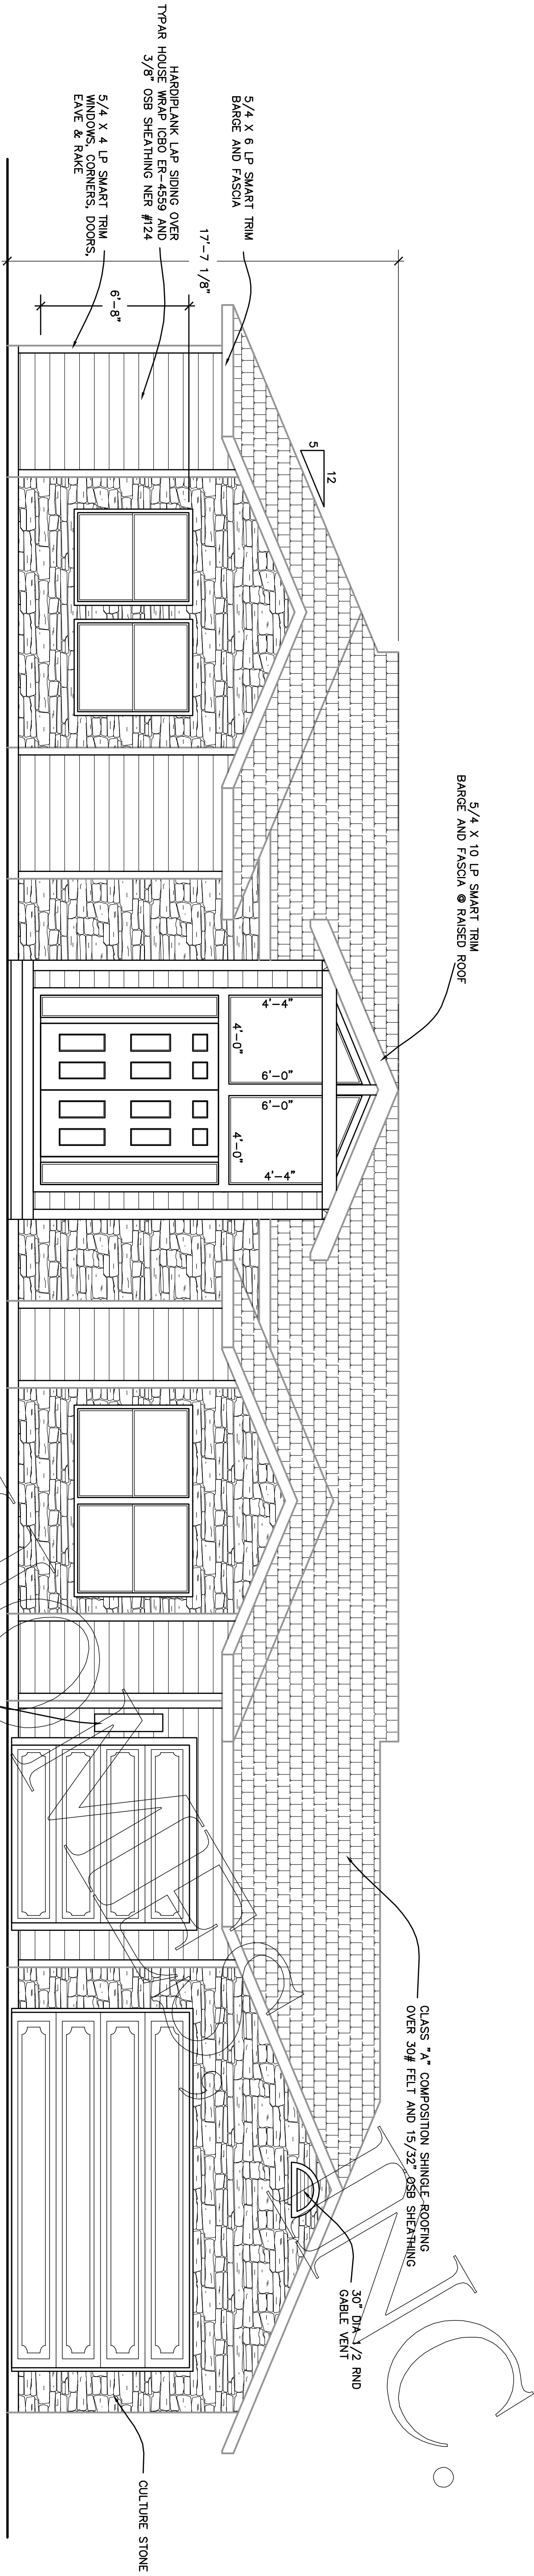 5/4 X 10 LP SMART TRIM
BARGE AND FASCIA @ RAISED ROOF
CLASS "A" COMPOSITION SHINGLE ROOFING
OVER 30# FELT AND 15/32" OSB SHEATHING
30" DIA 1/2 RND
GABLE VENT
CULTURE STONE
5/4 X 6 LP SMART TRIM
BARGE AND FASCIA
HARDIPLANK LAP SIDING OVER
TYPAR HOUSE WRAP ICBO ER-4559 AND
3/8" OSB SHEATHING NER #124
5/4 X 4 LP SMART TRIM
WINDOWS, CORNERS, DOORS,
EAVE & RAKE
17'-7 1/8"
6'-8"
12
5
4'-4"
6'-0"
6'-0"
4'-4"
4'-0"
4'-0"
INC.